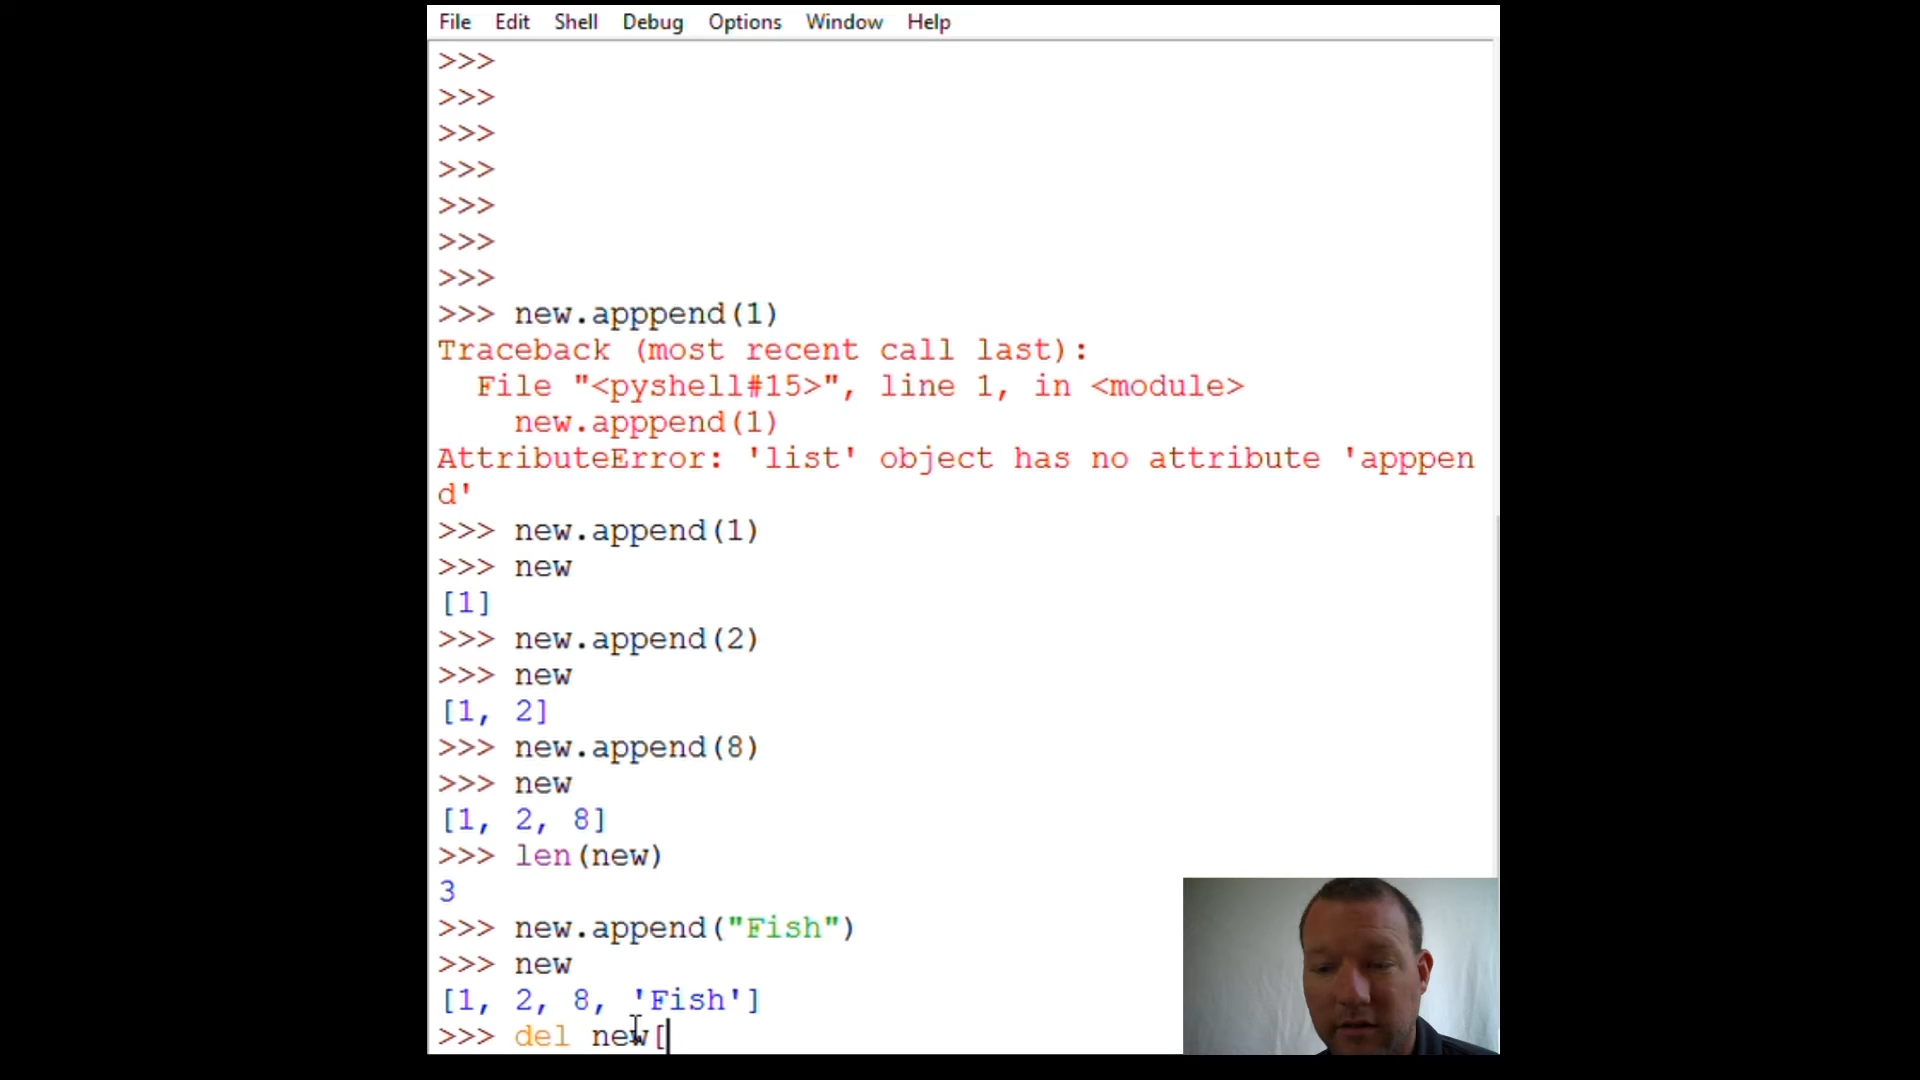 File Edit Shell Debug Options Window Help
>>>
>>>
>>>
>>>
>>>
>>>
>>>
>>> new.apppend(1)
Traceback (most recent call last):
  File "<pyshell#15>", line 1, in <module>
    new.apppend(1)
AttributeError: 'list' object has no attribute 'apppen
d'
>>> new.append(1)
>>> new
[1]
>>> new.append(2)
>>> new
[1, 2]
>>> new.append(8)
>>> new
[1, 2, 8]
>>> len(new)
3
>>> new.append("Fish")
>>> new
[1, 2, 8, 'Fish']
>>> del new[